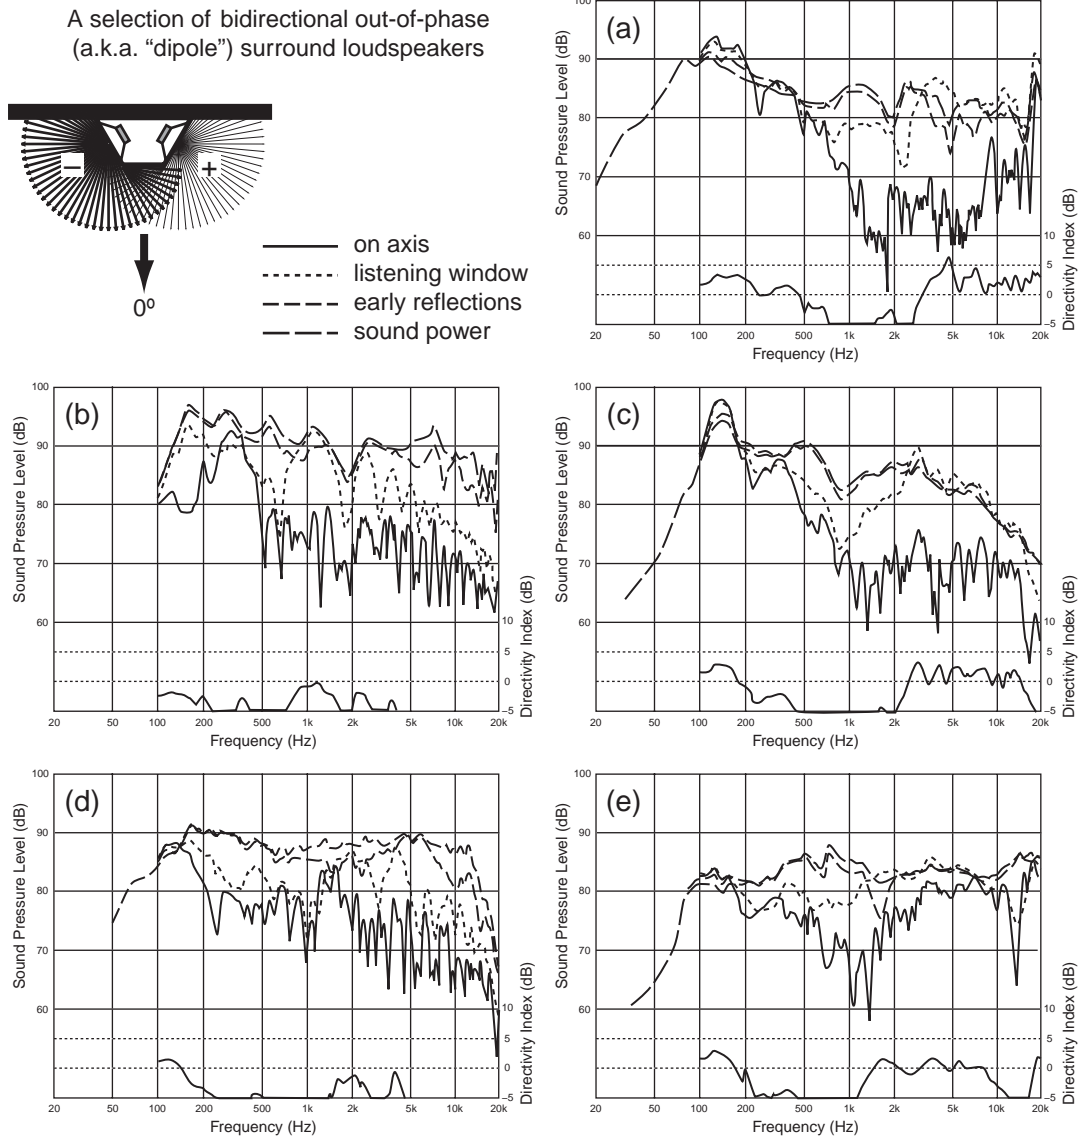 A selection of bidirectional out-of-phase
(a.k.a. “dipole”) surround loudspeakers
−
+
0º
on axis
listening window
early reflections
sound power
(a)
Sound Pressure Level (dB)
90
80
70
60
10
5
0
−5
Directivity Index (dB)
20 50 100 200 500 1k 2k 5k 10k 20k
Frequency (Hz)
(b)
Sound Pressure Level (dB)
100
90
80
70
60
10
5
0
−5
Directivity Index (dB)
20 50 100 200 500 1k 2k 5k 10k 20k
Frequency (Hz)
(c)
Sound Pressure Level (dB)
100
90
80
70
60
10
5
0
−5
Directivity Index (dB)
20 50 100 200 500 1k 2k 5k 10k 20k
Frequency (Hz)
(d)
Sound Pressure Level (dB)
100
90
80
70
60
10
5
0
−5
Directivity Index (dB)
20 50 100 200 500 1k 2k 5k 10k 20k
Frequency (Hz)
(e)
Sound Pressure Level (dB)
100
90
80
70
60
10
5
0
−5
Directivity Index (dB)
20 50 100 200 500 1k 2k 5k 10k 20k
Frequency (Hz)